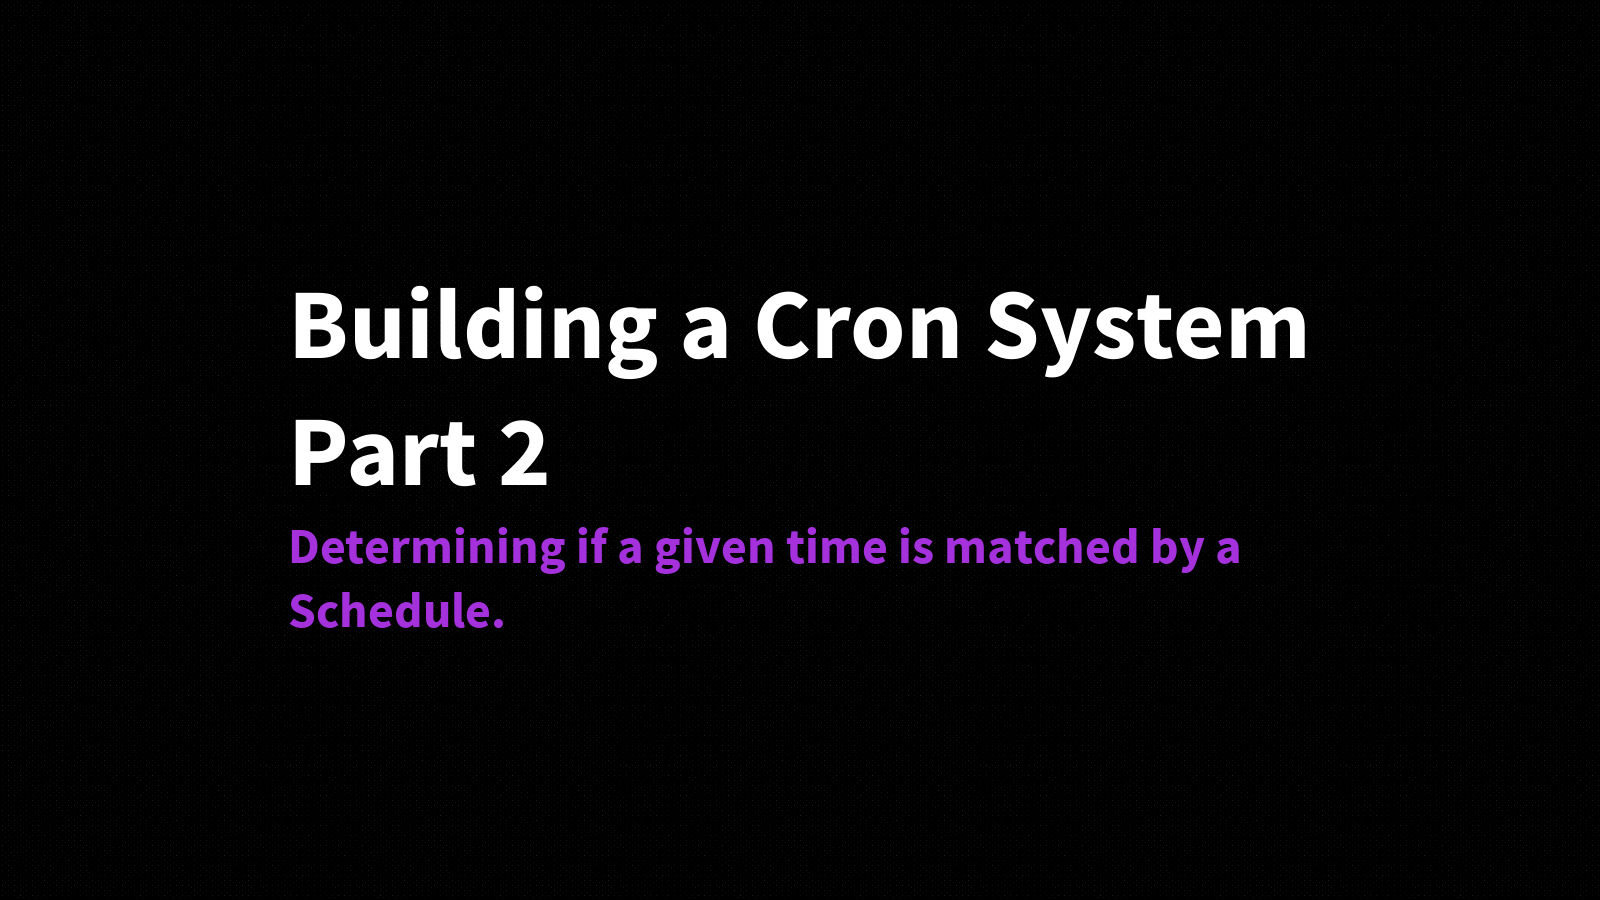 Building a Cron System
Part 2
Determining if a given time is matched by a
Schedule.